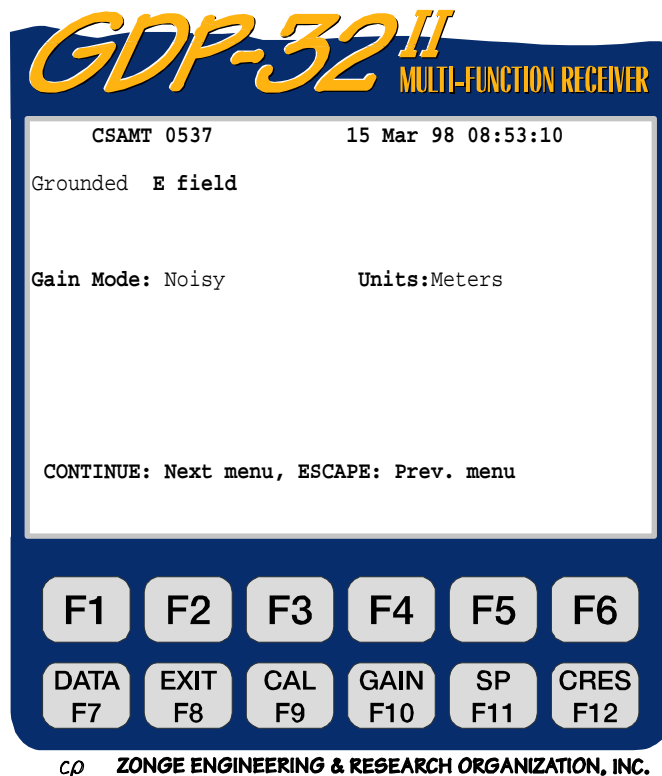 GDP-32 II
MULTI-FUNCTION RECEIVER
CSAMT 0537 15 Mar 98 08:53:10
Grounded E field
Gain Mode: Noisy Units:Meters
CONTINUE: Next menu, ESCAPE: Prev. menu
F1 F2 F3 F4 F5 F6
DATA F7 EXIT F8 CAL F9 GAIN F10 SP F11 CRES F12
ZONGE ENGINEERING & RESEARCH ORGANIZATION, INC.